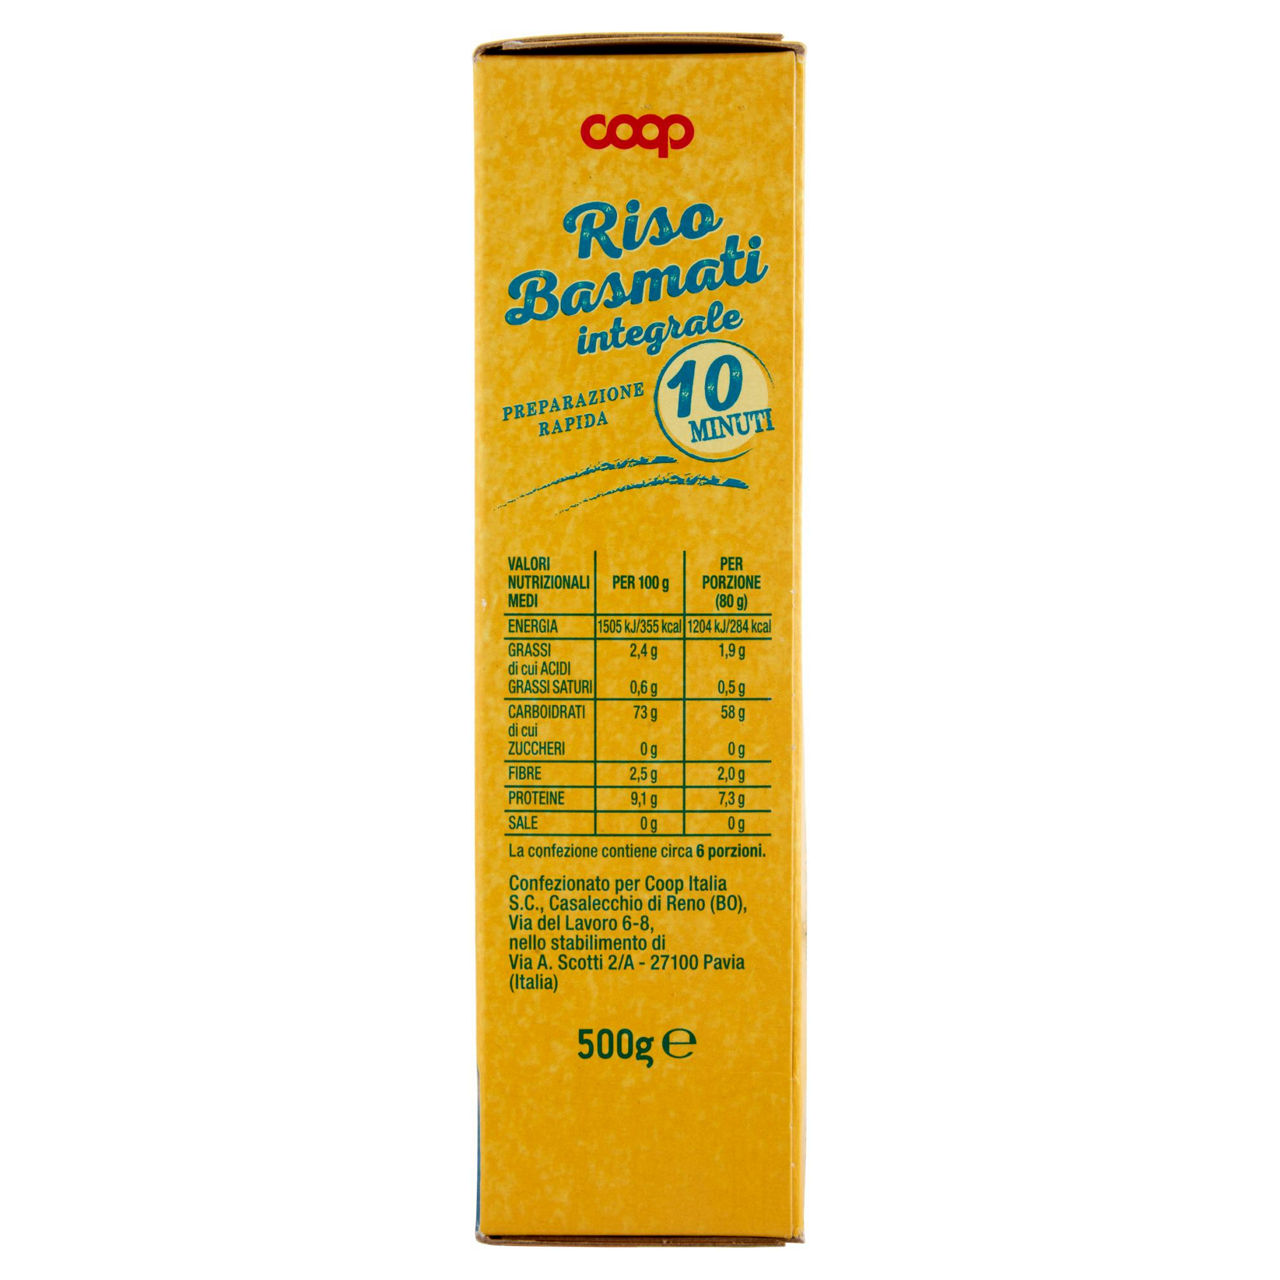 coop
Riso
Basmati
integrale
PREPARAZIONE
RAPIDA
10
MINUTI
VALORI NUTRIZIONALI MEDI PER 100 g PER PORZIONE (80 g)
ENERGIA 1505 kJ/355 kcal 1204 kJ/284 kcal
GRASSI 2,4 g 1,9 g
di cui ACIDI
GRASSI SATURI 0,6 g 0,5 g
CARBOIDRATI 73 g 58 g
di cui
ZUCCHERI 0 g 0 g
FIBRE 2,5 g 2,0 g
PROTEINE 9,1 g 7,3 g
SALE 0 g 0 g
La confezione contiene circa 6 porzioni.
Confezionato per Coop Italia
S.C., Casalecchio di Reno (BO),
Via del Lavoro 6-8,
nello stabilimento di
Via A. Scotti 2/A - 27100 Pavia
(Italia)
500g ℮